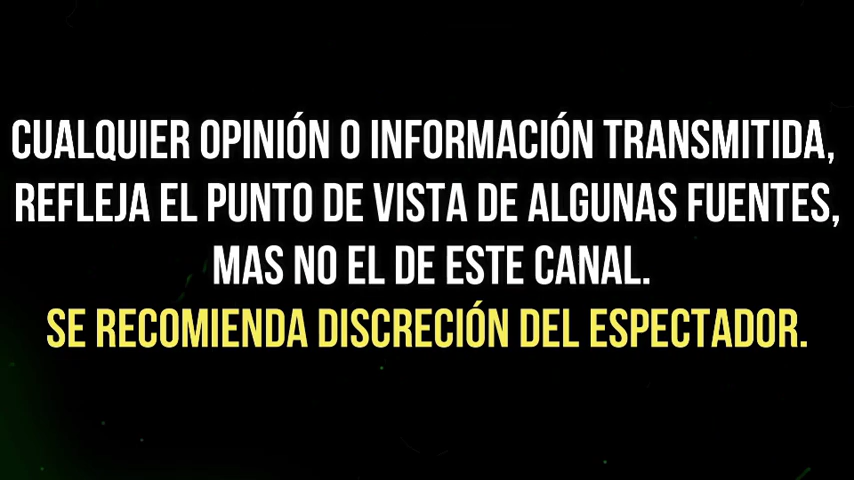 CUALQUIER OPINIÓN O INFORMACIÓN TRANSMITIDA,
REFLEJA EL PUNTO DE VISTA DE ALGUNAS FUENTES,
MAS NO EL DE ESTE CANAL.
SE RECOMIENDA DISCRECIÓN DEL ESPECTADOR.